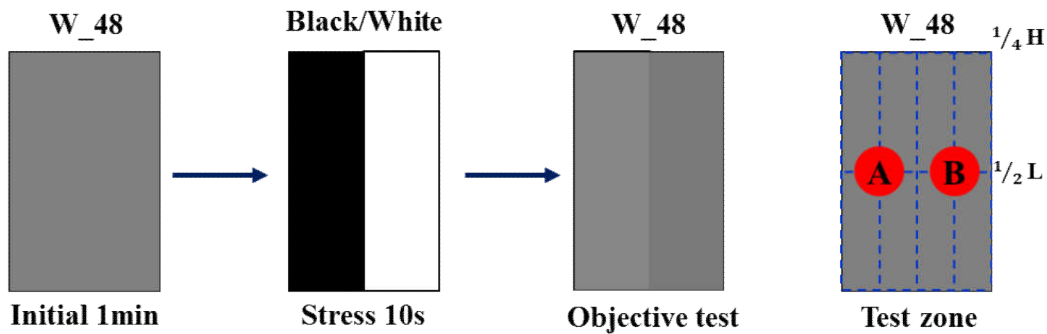 W_48
Black/White
W_48
W_48
1/4 H
A
B
1/2 L
Initial 1min
Stress 10s
Objective test
Test zone